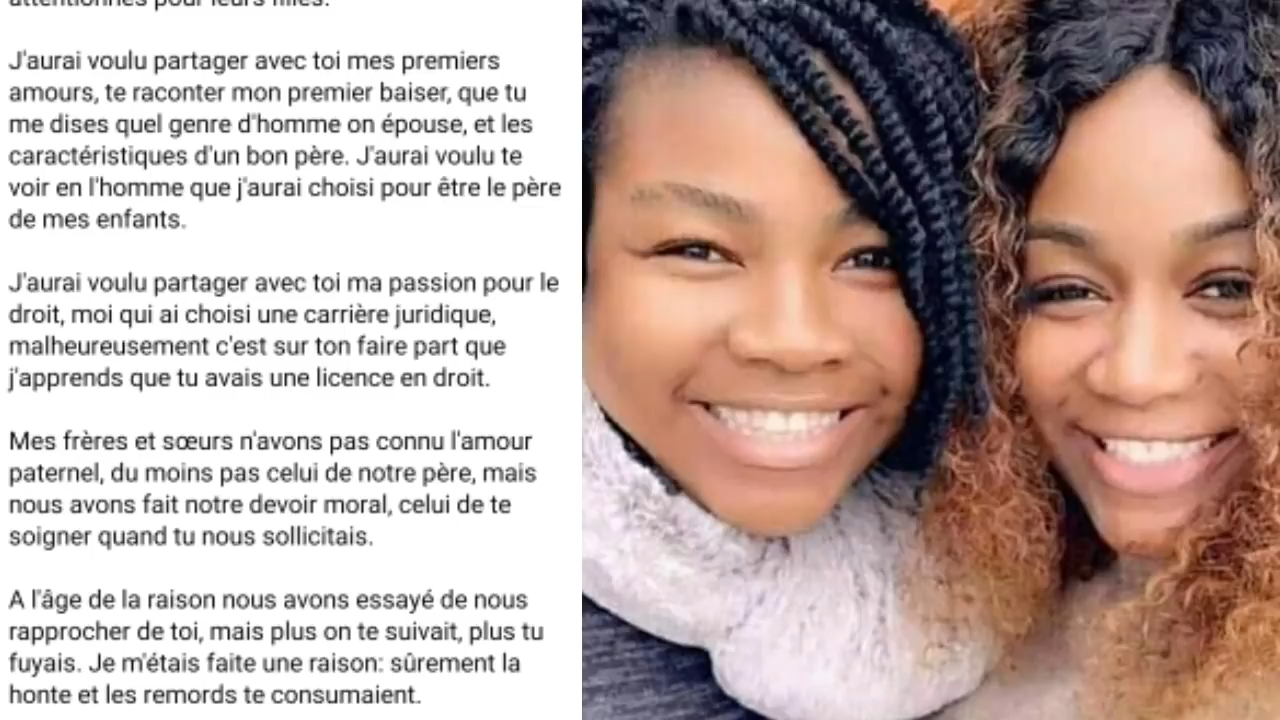 attentionnés pour leurs filles.
J'aurai voulu partager avec toi mes premiers
amours, te raconter mon premier baiser, que tu
me dises quel genre d'homme on épouse, et les
caractéristiques d'un bon père. J'aurai voulu te
voir en l'homme que j'aurai choisi pour être le père
de mes enfants.
J'aurai voulu partager avec toi ma passion pour le
droit, moi qui ai choisi une carrière juridique,
malheureusement c'est sur ton faire part que
j'apprends que tu avais une licence en droit.
Mes frères et sœurs n'avons pas connu l'amour
paternel, du moins pas celui de notre père, mais
nous avons fait notre devoir moral, celui de te
soigner quand tu nous sollicitais.
A l'âge de la raison nous avons essayé de nous
rapprocher de toi, mais plus on te suivait, plus tu
fuyais. Je m'étais faite une raison: sûrement la
honte et les remords te consumaient.